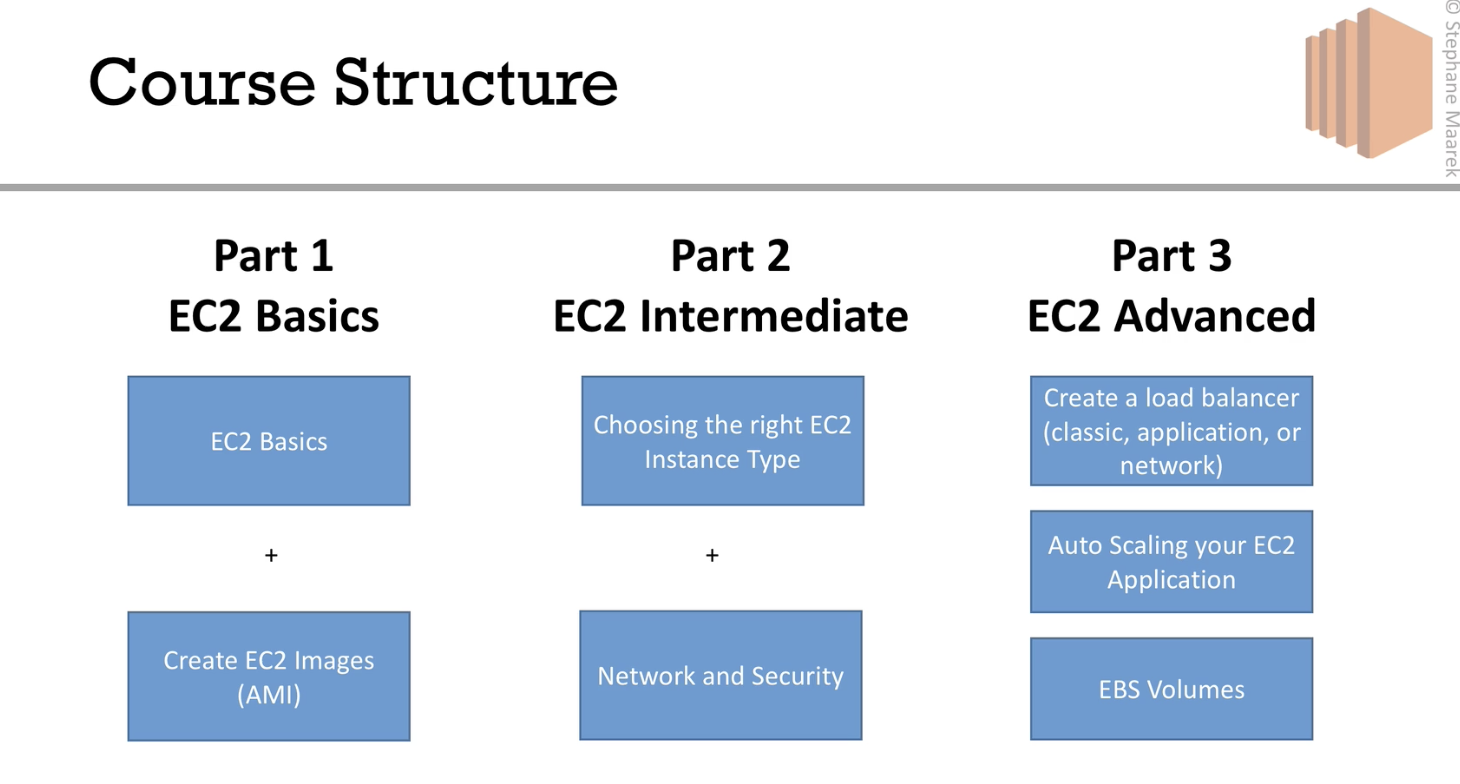 Course Structure
© Stephane Maarek
Part 1
EC2 Basics
EC2 Basics
+
Create EC2 Images
(AMI)
Part 2
EC2 Intermediate
Choosing the right EC2
Instance Type
+
Network and Security
Part 3
EC2 Advanced
Create a load balancer
(classic, application, or
network)
Auto Scaling your EC2
Application
EBS Volumes